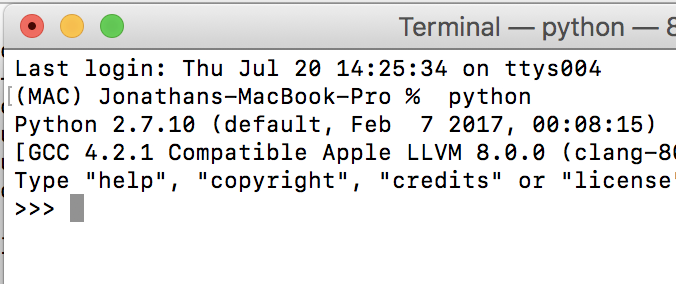 Terminal — python — 8
Last login: Thu Jul 20 14:25:34 on ttys004
[(MAC) Jonathans-MacBook-Pro %  python
Python 2.7.10 (default, Feb  7 2017, 00:08:15)
[GCC 4.2.1 Compatible Apple LLVM 8.0.0 (clang-80
Type "help", "copyright", "credits" or "license"
>>>